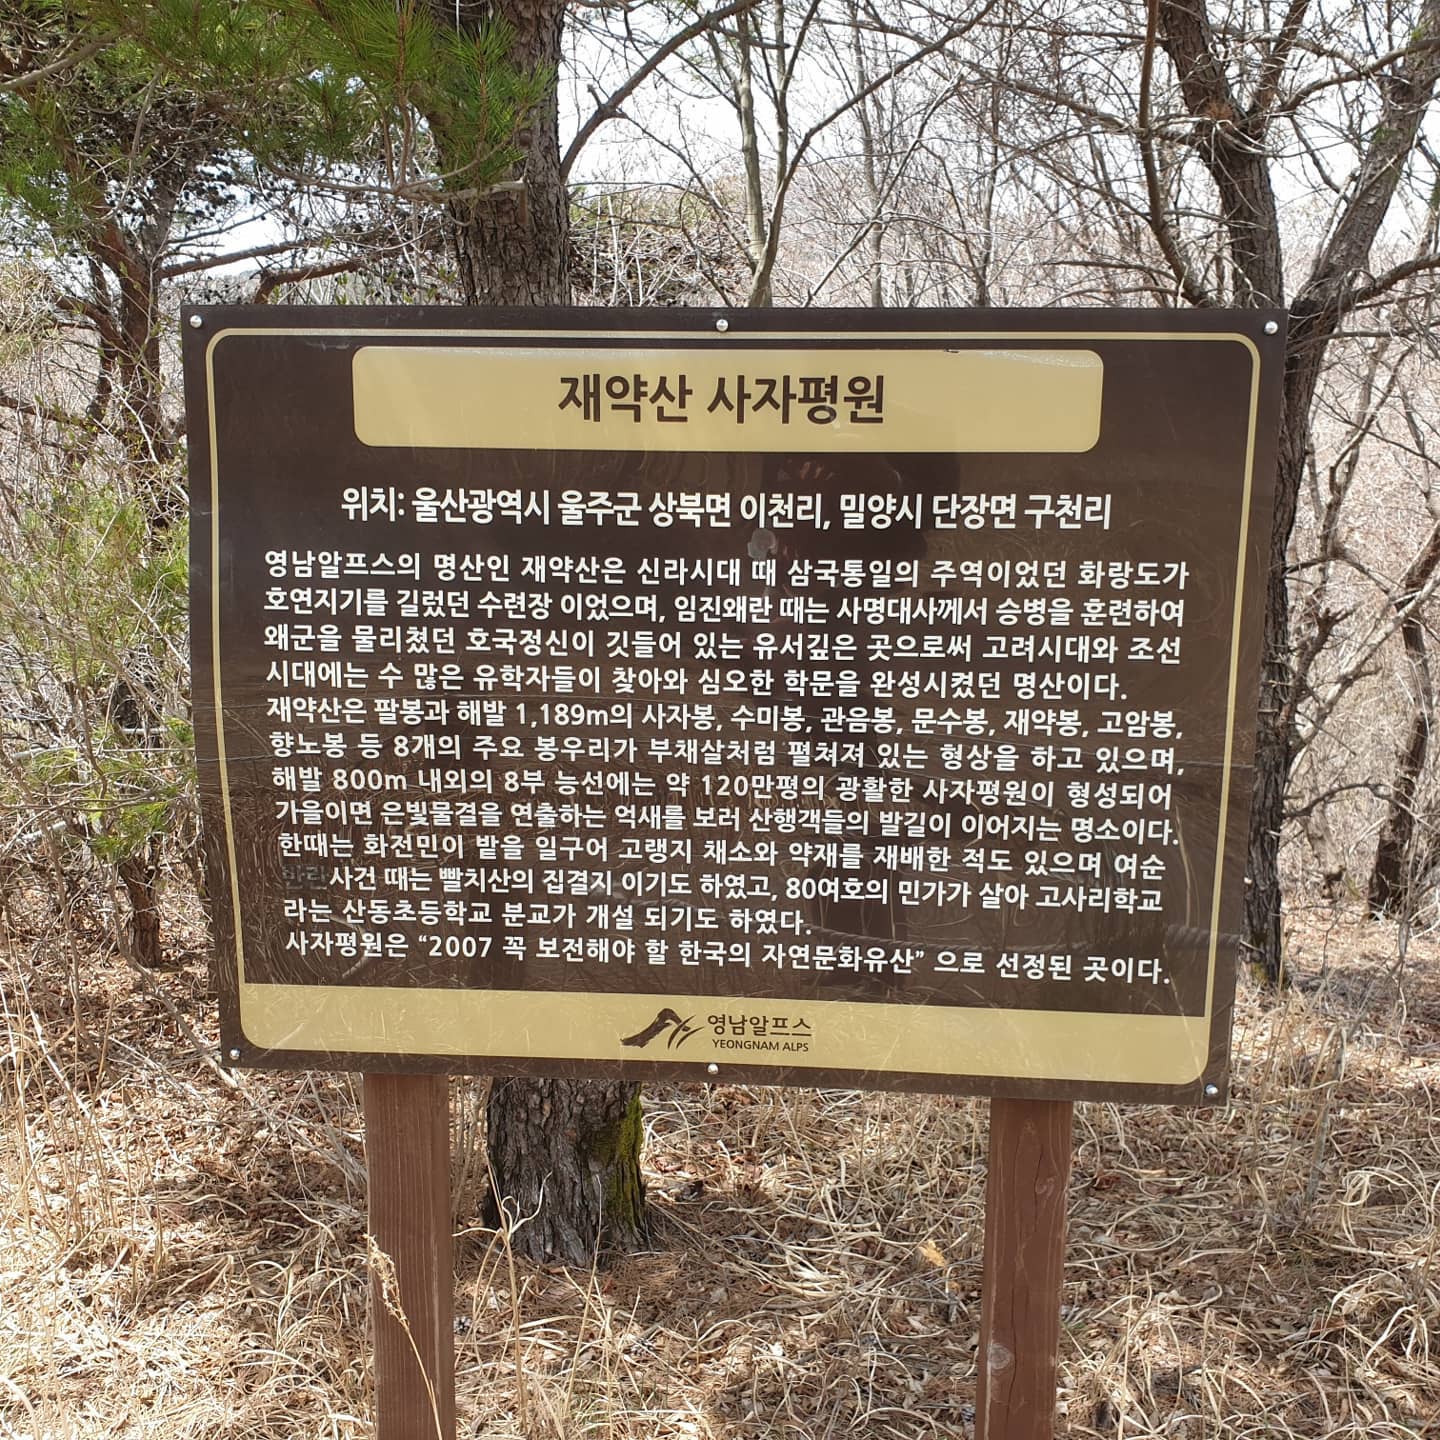 재약산 사자평원
위치: 울산광역시 울주군 상북면 이천리, 밀양시 단장면 구천리
영남알프스의 명산인 재약산은 신라시대 때 삼국통일의 주역이었던 화랑도가
호연지기를 길렀던 수련장 이었으며, 임진왜란 때는 사명대사께서 승병을 훈련하여
왜군을 물리쳤던 호국정신이 깃들어 있는 유서깊은 곳으로써 고려시대와 조선
시대에는 수 많은 유학자들이 찾아와 심오한 학문을 완성시켰던 명산이다.
재약산은 팔봉과 해발 1,189m의 사자봉, 수미봉, 관음봉, 문수봉, 재약봉, 고암봉,
향노봉 등 8개의 주요 봉우리가 부채살처럼 펼쳐져 있는 형상을 하고 있으며,
해발 800m 내외의 8부 능선에는 약 120만평의 광활한 사자평원이 형성되어
가을이면 은빛물결을 연출하는 억새를 보러 산행객들의 발길이 이어지는 명소이다.
한때는 화전민이 밭을 일구어 고랭지 채소와 약재를 재배한 적도 있으며 여순
사건 때는 빨치산의 집결지 이기도 하였고, 80여호의 민가가 살아 고사리학교
라는 산동초등학교 분교가 개설 되기도 하였다.
사자평원은 “2007 꼭 보전해야 할 한국의 자연문화유산” 으로 선정된 곳이다.
영남알프스
YEONGNAM ALPS